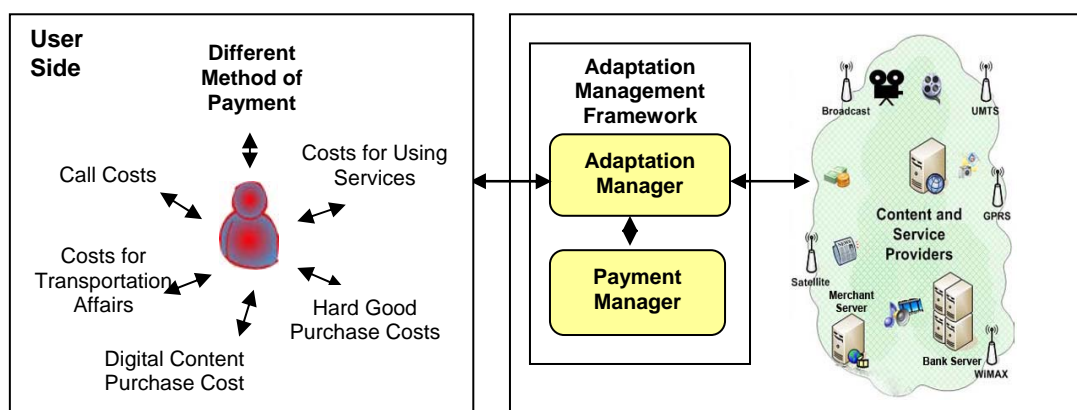 User
Side
Different
Method of
Payment
Costs for Using
Services
Call Costs
Costs for
Transportation
Affairs
Hard Good
Purchase Costs
Digital Content
Purchase Cost
Adaptation
Management
Framework
Adaptation
Manager
Payment
Manager
Broadcast
UMTS
GPRS
Content and
Service
Providers
NEWS
Satellite
Merchant
Server
Bank Server
WiMAX